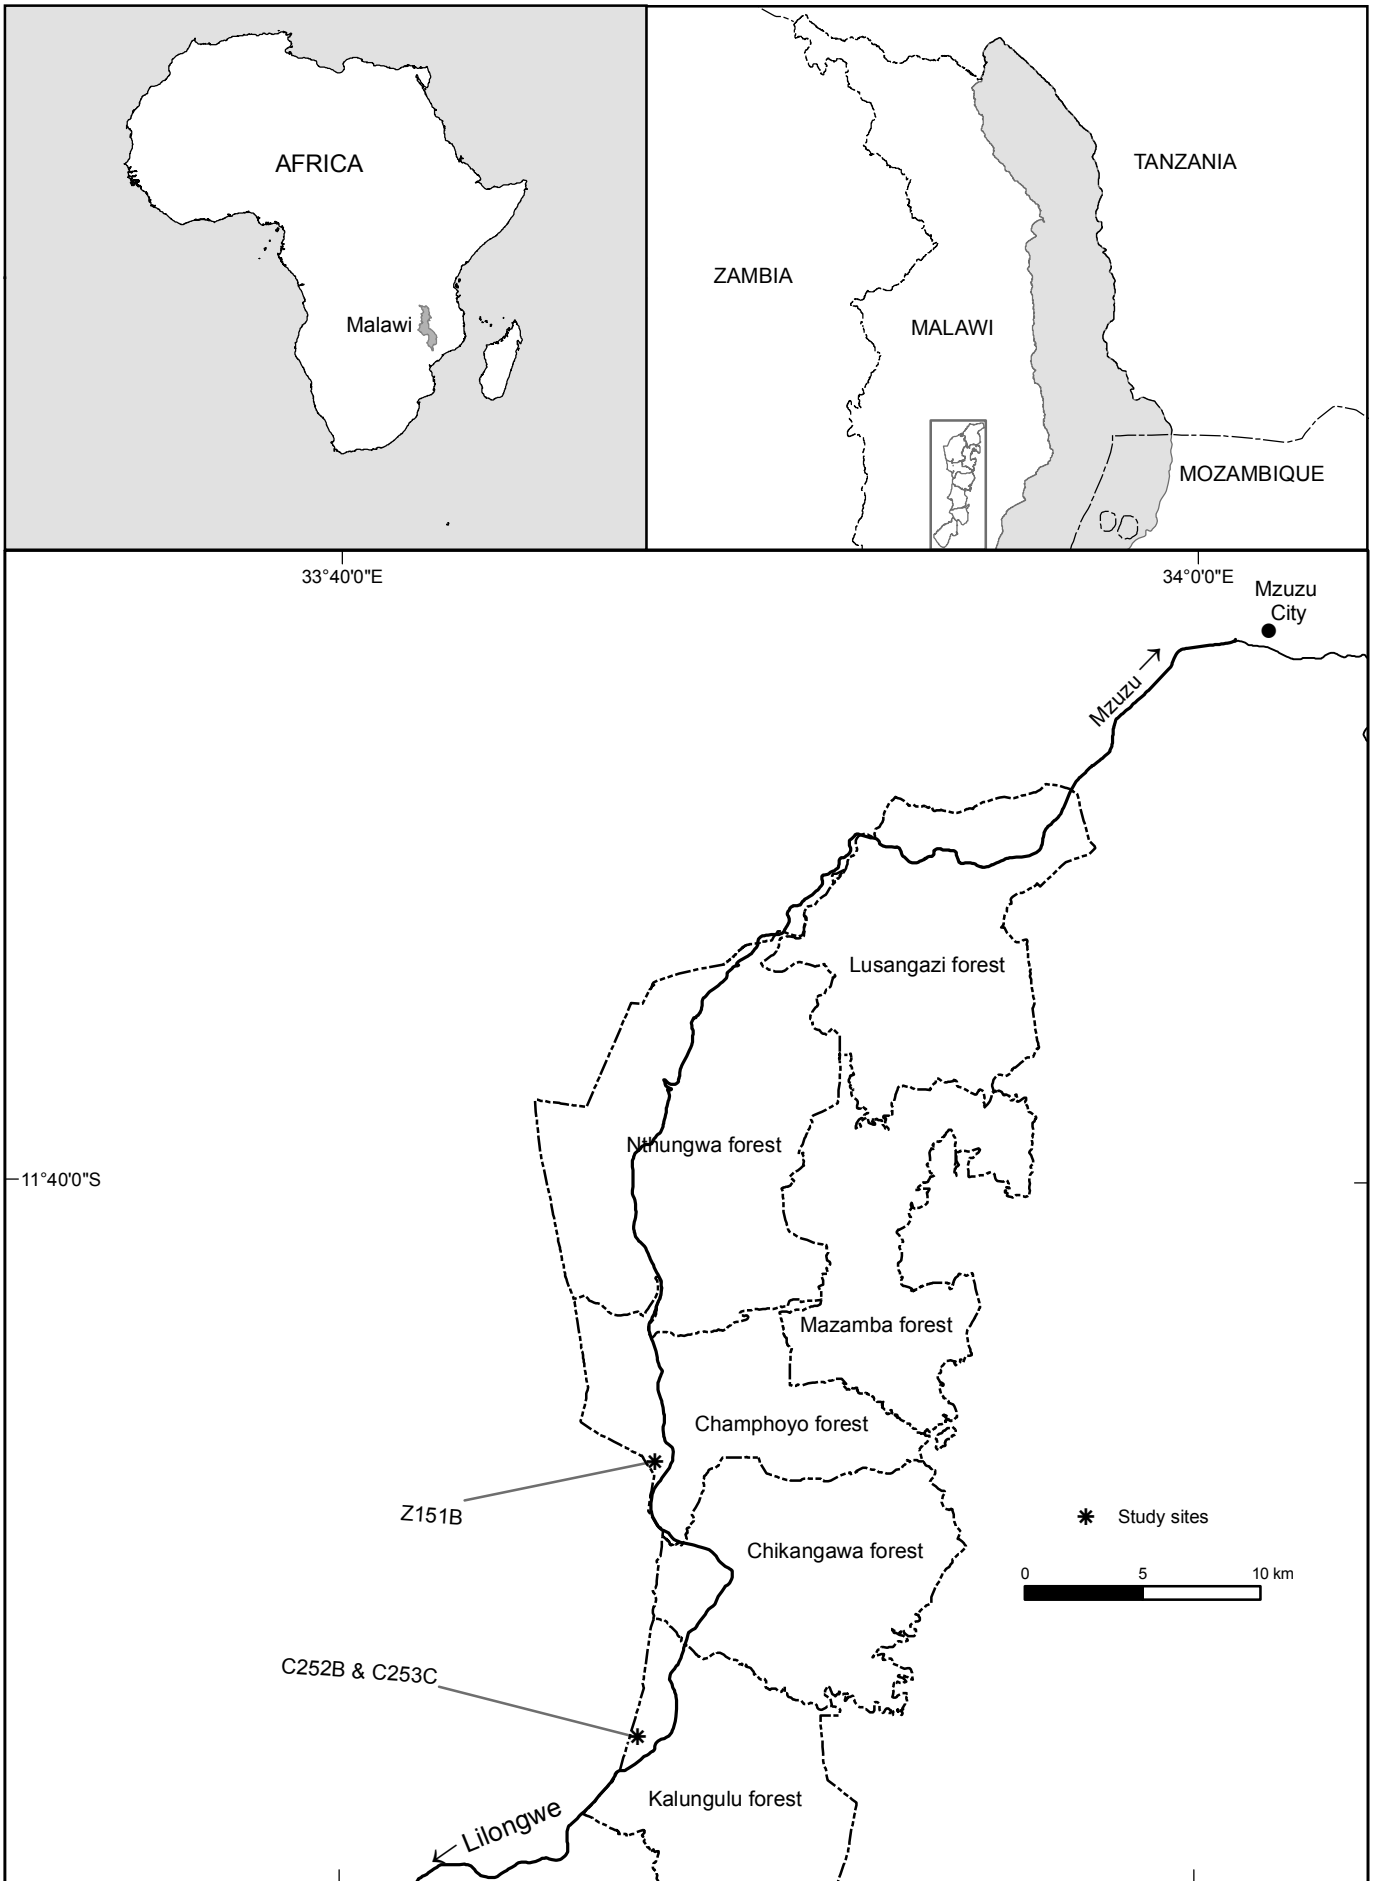 AFRICA
Malawi
TANZANIA
ZAMBIA
MALAWI
MOZAMBIQUE
33°40'0"E
34°0'0"E
Mzuzu
City
Mzuzu
Lusangazi forest
Nthungwa forest
11°40'0"S
Mazamba forest
Champhoyo forest
Z151B
Study sites
Chikangawa forest
0 5 10 km
C252B & C253C
Kalungulu forest
Lilongwe